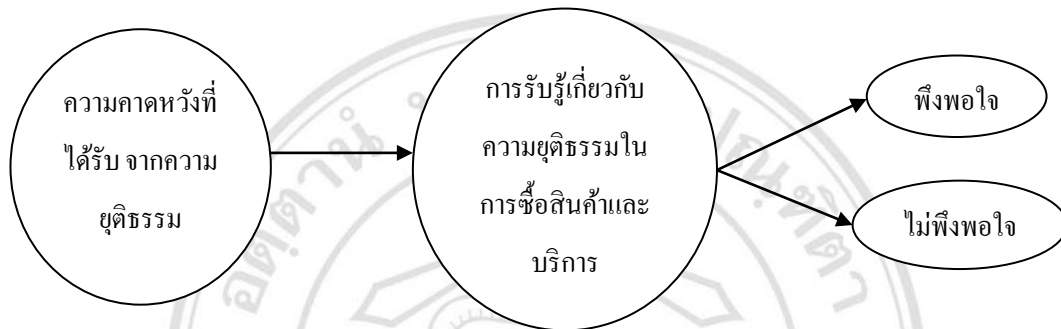 ความคาดหวังที่
ได้รับ จากความ
ยุติธรรม
การรับรู้เกี่ยวกับ
ความยุติธรรมใน
การซื้อสินค้าและ
บริการ
พึงพอใจ
ไม่พึงพอใจ